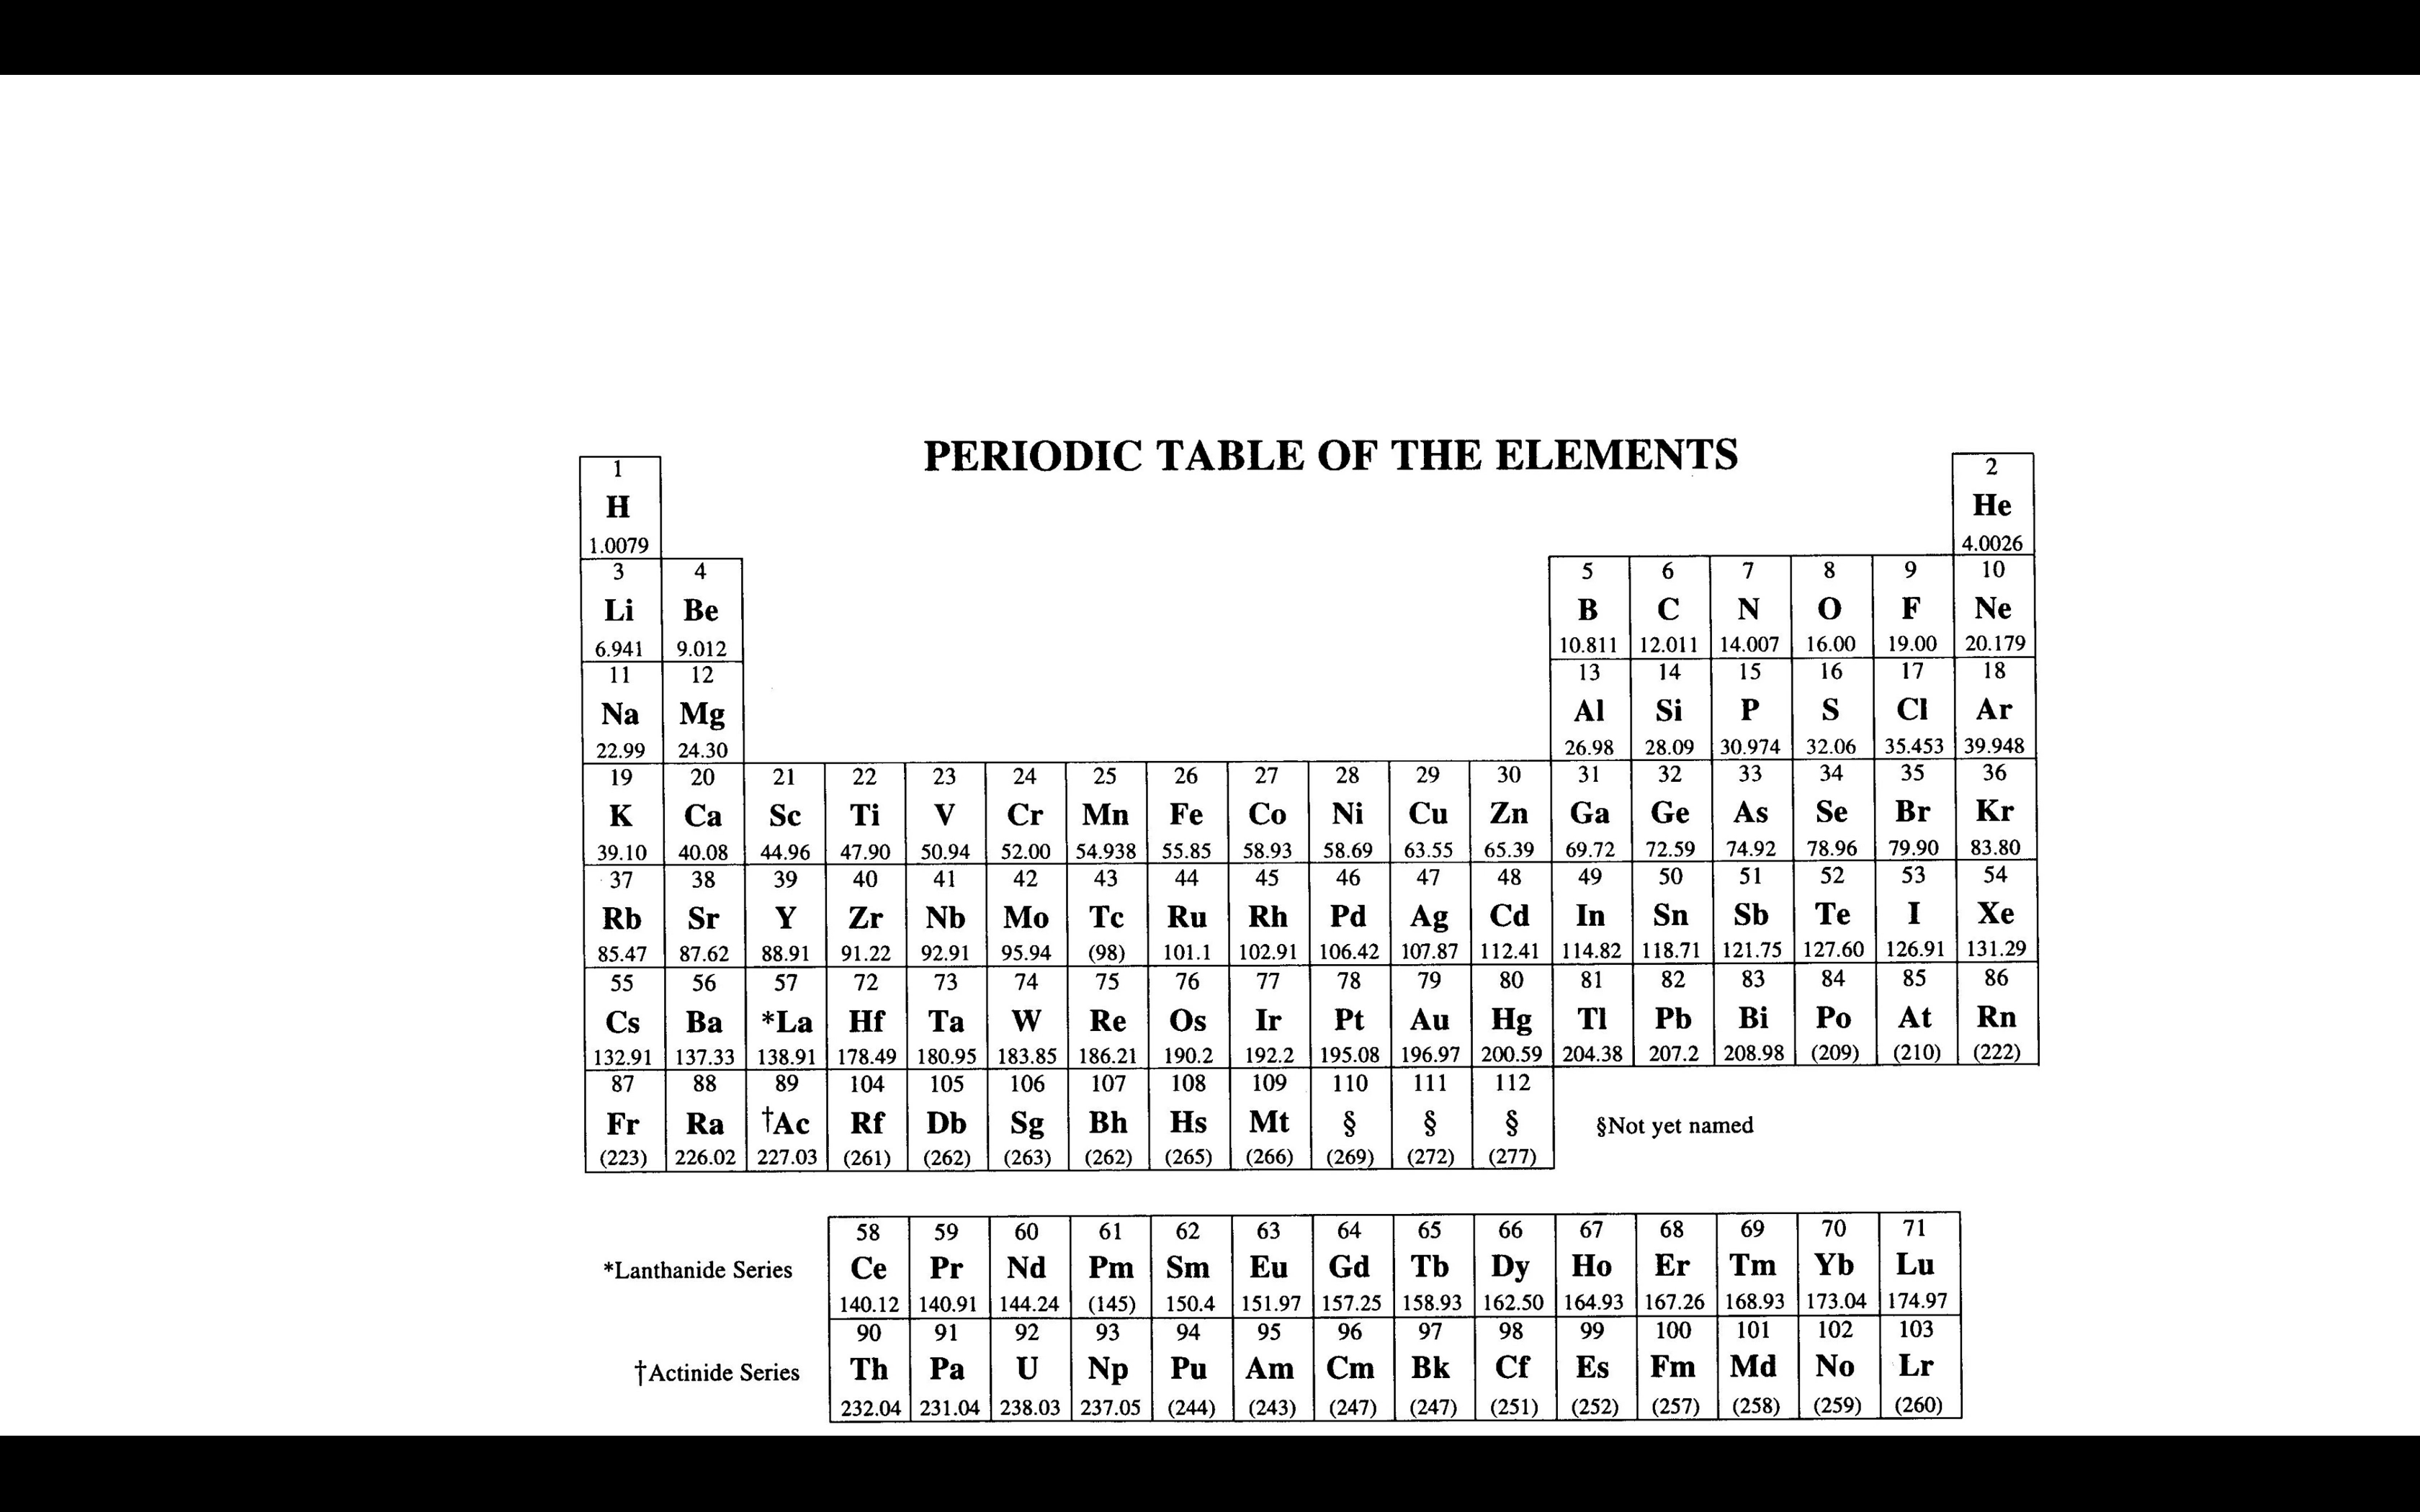 PERIODIC TABLE OF THE ELEMENTS
1 2
H He
1.0079 4.0026
3 4 5 6 7 8 9 10
Li Be B C N O F Ne
6.941 9.012 10.811 12.011 14.007 16.00 19.00 20.179
11 12 13 14 15 16 17 18
Na Mg Al Si P S Cl Ar
22.99 24.30 26.98 28.09 30.974 32.06 35.453 39.948
19 20 21 22 23 24 25 26 27 28 29 30 31 32 33 34 35 36
K Ca Sc Ti V Cr Mn Fe Co Ni Cu Zn Ga Ge As Se Br Kr
39.10 40.08 44.96 47.90 50.94 52.00 54.938 55.85 58.93 58.69 63.55 65.39 69.72 72.59 74.92 78.96 79.90 83.80
37 38 39 40 41 42 43 44 45 46 47 48 49 50 51 52 53 54
Rb Sr Y Zr Nb Mo Tc Ru Rh Pd Ag Cd In Sn Sb Te I Xe
85.47 87.62 88.91 91.22 92.91 95.94 (98) 101.1 102.91 106.42 107.87 112.41 114.82 118.71 121.75 127.60 126.91 131.29
55 56 57 72 73 74 75 76 77 78 79 80 81 82 83 84 85 86
Cs Ba *La Hf Ta W Re Os Ir Pt Au Hg Tl Pb Bi Po At Rn
132.91 137.33 138.91 178.49 180.95 183.85 186.21 190.2 192.2 195.08 196.97 200.59 204.38 207.2 208.98 (209) (210) (222)
87 88 89 104 105 106 107 108 109 110 111 112
Fr Ra †Ac Rf Db Sg Bh Hs Mt § § § §Not yet named
(223) 226.02 227.03 (261) (262) (263) (262) (265) (266) (269) (272) (277)
58 59 60 61 62 63 64 65 66 67 68 69 70 71
*Lanthanide Series Ce Pr Nd Pm Sm Eu Gd Tb Dy Ho Er Tm Yb Lu
140.12 140.91 144.24 (145) 150.4 151.97 157.25 158.93 162.50 164.93 167.26 168.93 173.04 174.97
90 91 92 93 94 95 96 97 98 99 100 101 102 103
†Actinide Series Th Pa U Np Pu Am Cm Bk Cf Es Fm Md No Lr
232.04 231.04 238.03 237.05 (244) (243) (247) (247) (251) (252) (257) (258) (259) (260)